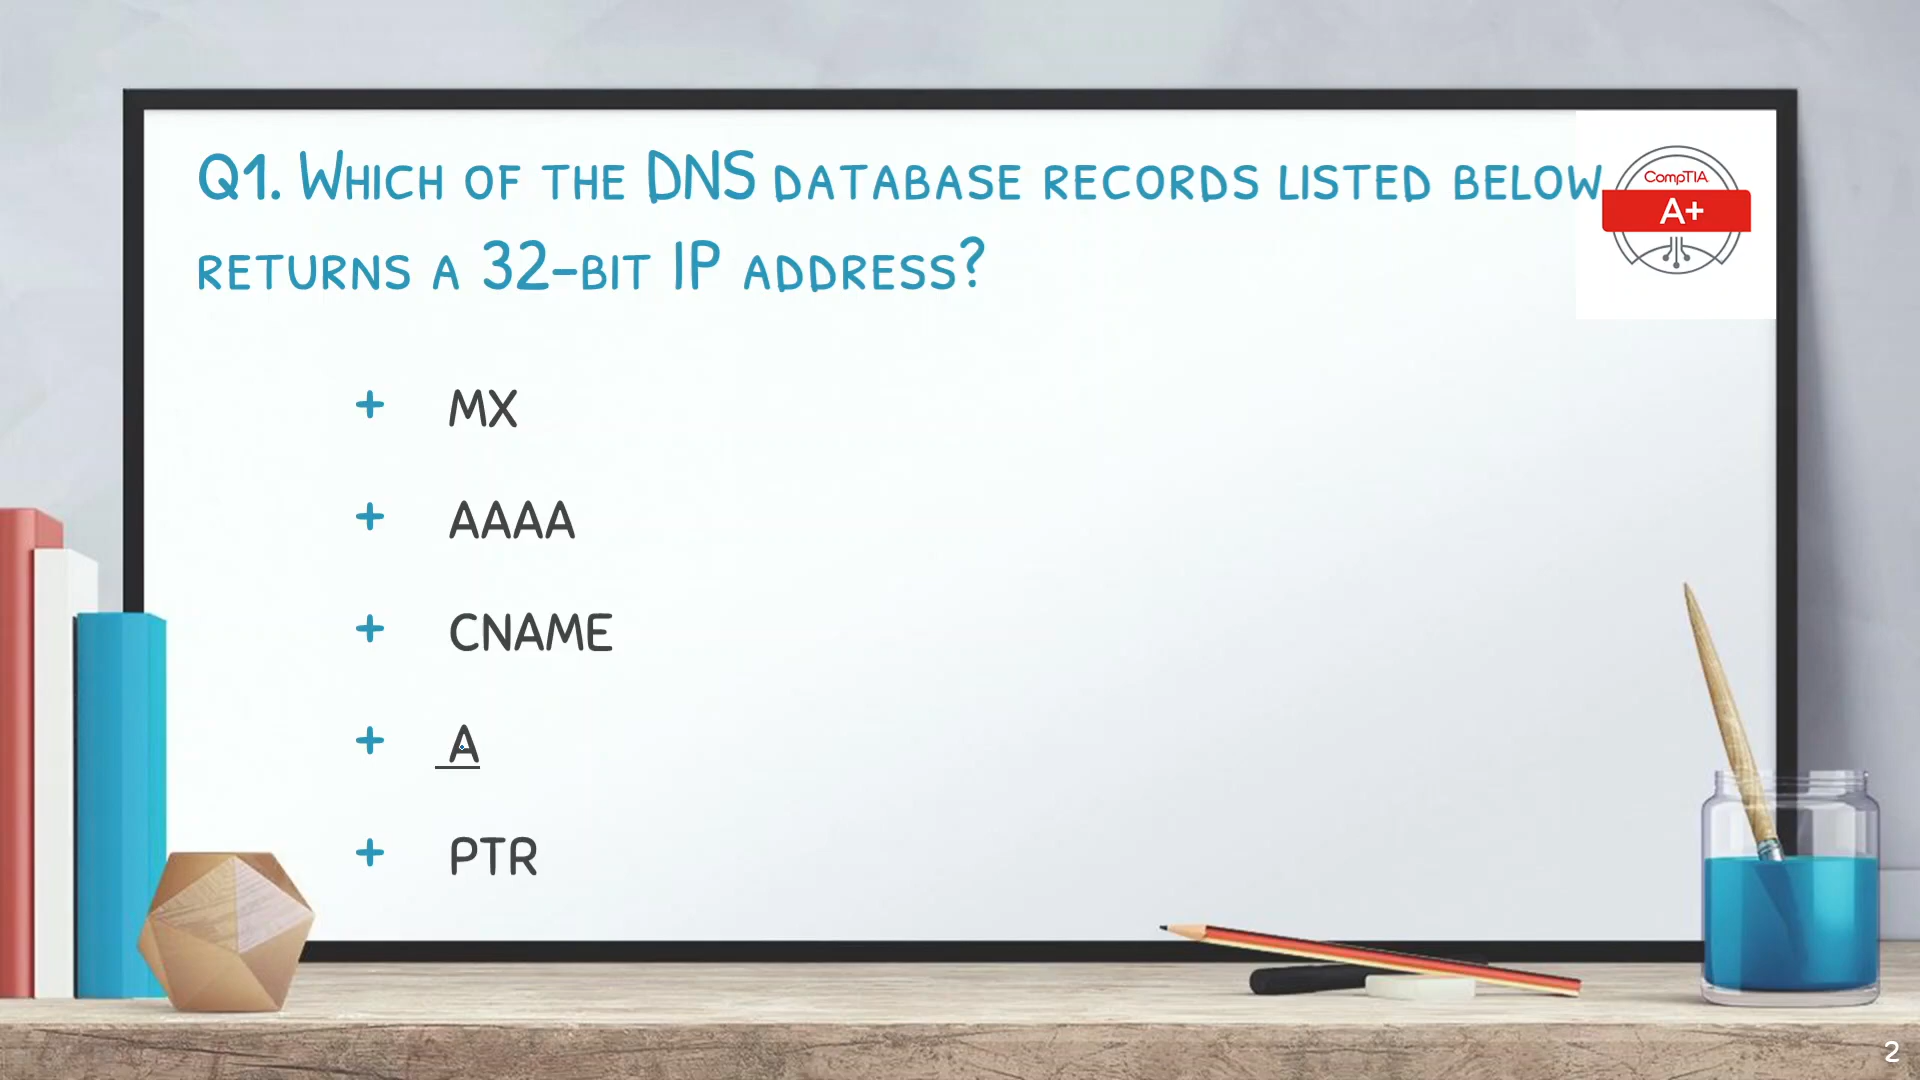 Q1. Which of the DNS database records listed below
returns a 32-bit IP address?
CompTIA
A+
+ MX
+ AAAA
+ CNAME
+ A
+ PTR
2